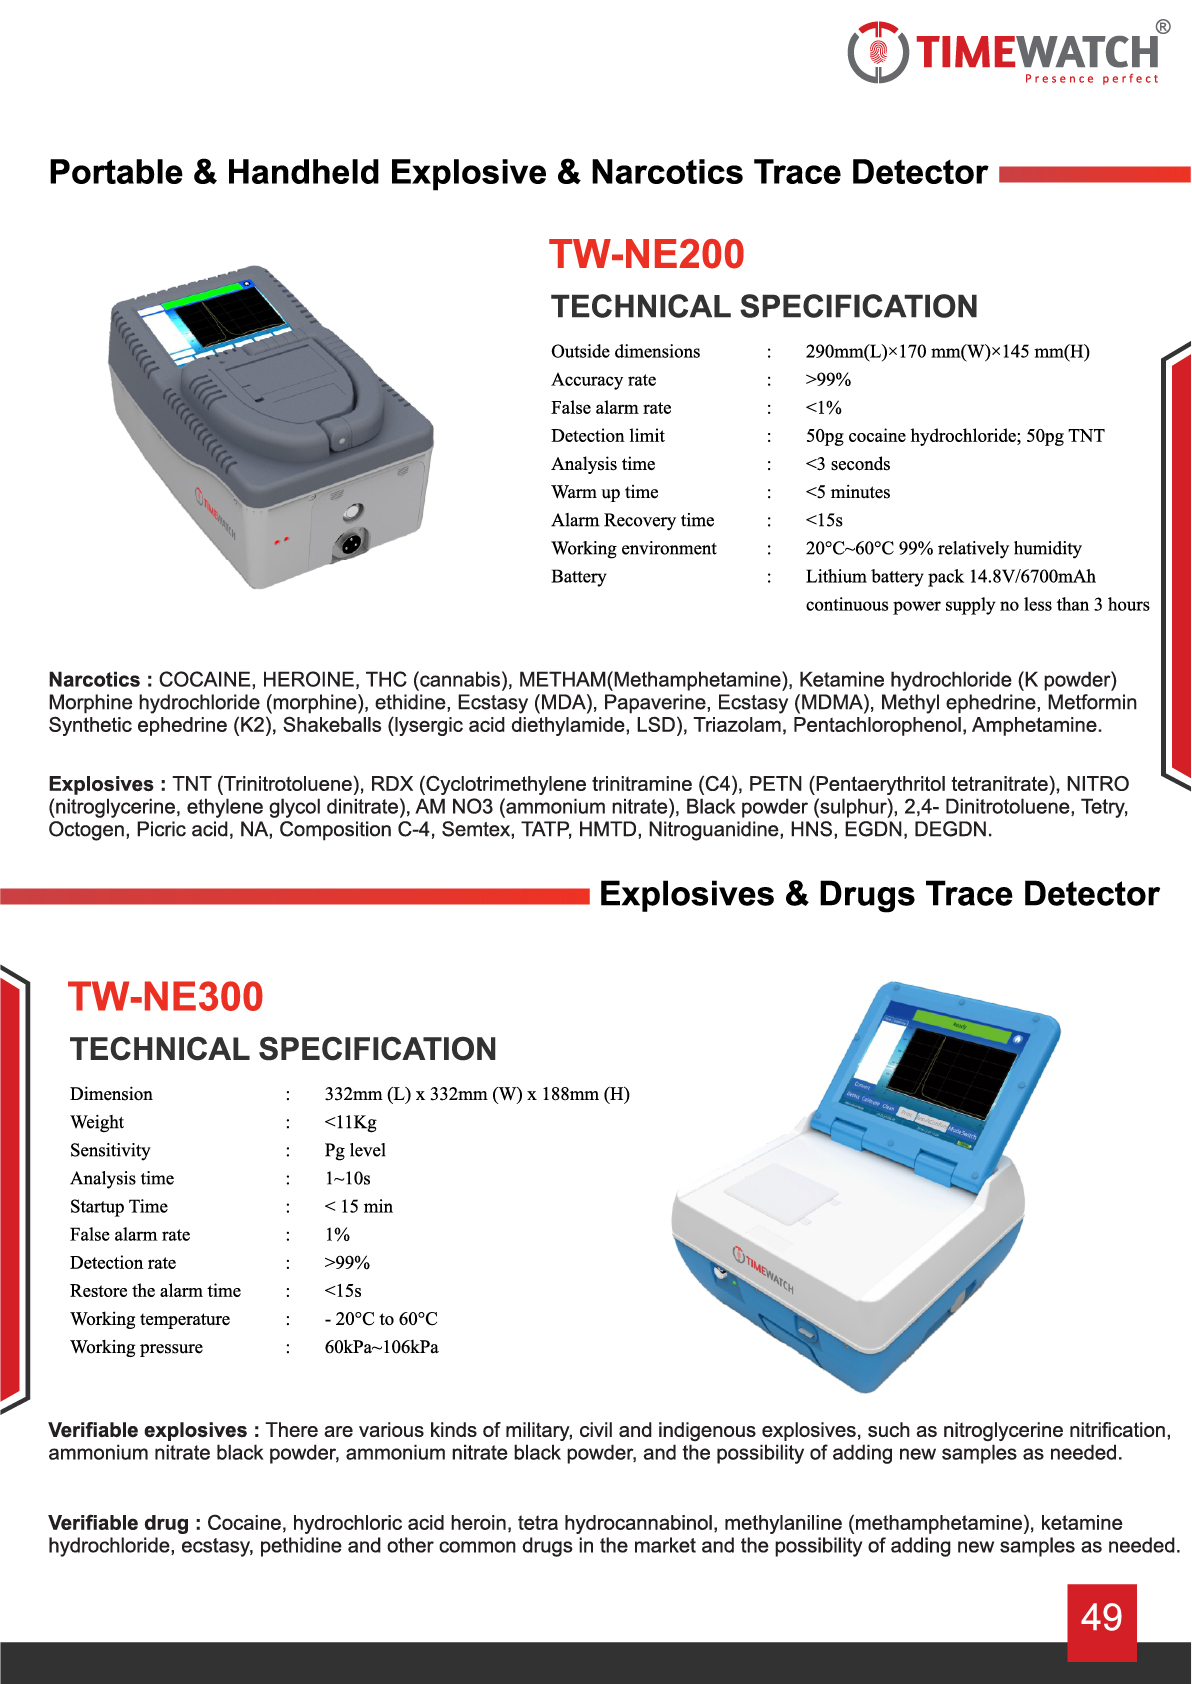 TIMEWATCH®
Presence perfect
Portable & Handheld Explosive & Narcotics Trace Detector
TW-NE200
TECHNICAL SPECIFICATION
Outside dimensions : 290mm(L)×170 mm(W)×145 mm(H)
Accuracy rate : >99%
False alarm rate : <1%
Detection limit : 50pg cocaine hydrochloride; 50pg TNT
Analysis time : <3 seconds
Warm up time : <5 minutes
Alarm Recovery time : <15s
Working environment : 20°C~60°C 99% relatively humidity
Battery : Lithium battery pack 14.8V/6700mAh
continuous power supply no less than 3 hours
TIMEWATCH
Narcotics : COCAINE, HEROINE, THC (cannabis), METHAM(Methamphetamine), Ketamine hydrochloride (K powder)
Morphine hydrochloride (morphine), ethidine, Ecstasy (MDA), Papaverine, Ecstasy (MDMA), Methyl ephedrine, Metformin
Synthetic ephedrine (K2), Shakeballs (lysergic acid diethylamide, LSD), Triazolam, Pentachlorophenol, Amphetamine.
Explosives : TNT (Trinitrotoluene), RDX (Cyclotrimethylene trinitramine (C4), PETN (Pentaerythritol tetranitrate), NITRO
(nitroglycerine, ethylene glycol dinitrate), AM NO3 (ammonium nitrate), Black powder (sulphur), 2,4- Dinitrotoluene, Tetry,
Octogen, Picric acid, NA, Composition C-4, Semtex, TATP, HMTD, Nitroguanidine, HNS, EGDN, DEGDN.
Explosives & Drugs Trace Detector
TW-NE300
TECHNICAL SPECIFICATION
Dimension : 332mm (L) x 332mm (W) x 188mm (H)
Weight : <11Kg
Sensitivity : Pg level
Analysis time : 1~10s
Startup Time : < 15 min
False alarm rate : 1%
Detection rate : >99%
Restore the alarm time : <15s
Working temperature : - 20°C to 60°C
Working pressure : 60kPa~106kPa
Ready
TIMEWATCH
Verifiable explosives : There are various kinds of military, civil and indigenous explosives, such as nitroglycerine nitrification,
ammonium nitrate black powder, ammonium nitrate black powder, and the possibility of adding new samples as needed.
Verifiable drug : Cocaine, hydrochloric acid heroin, tetra hydrocannabinol, methylaniline (methamphetamine), ketamine
hydrochloride, ecstasy, pethidine and other common drugs in the market and the possibility of adding new samples as needed.
49